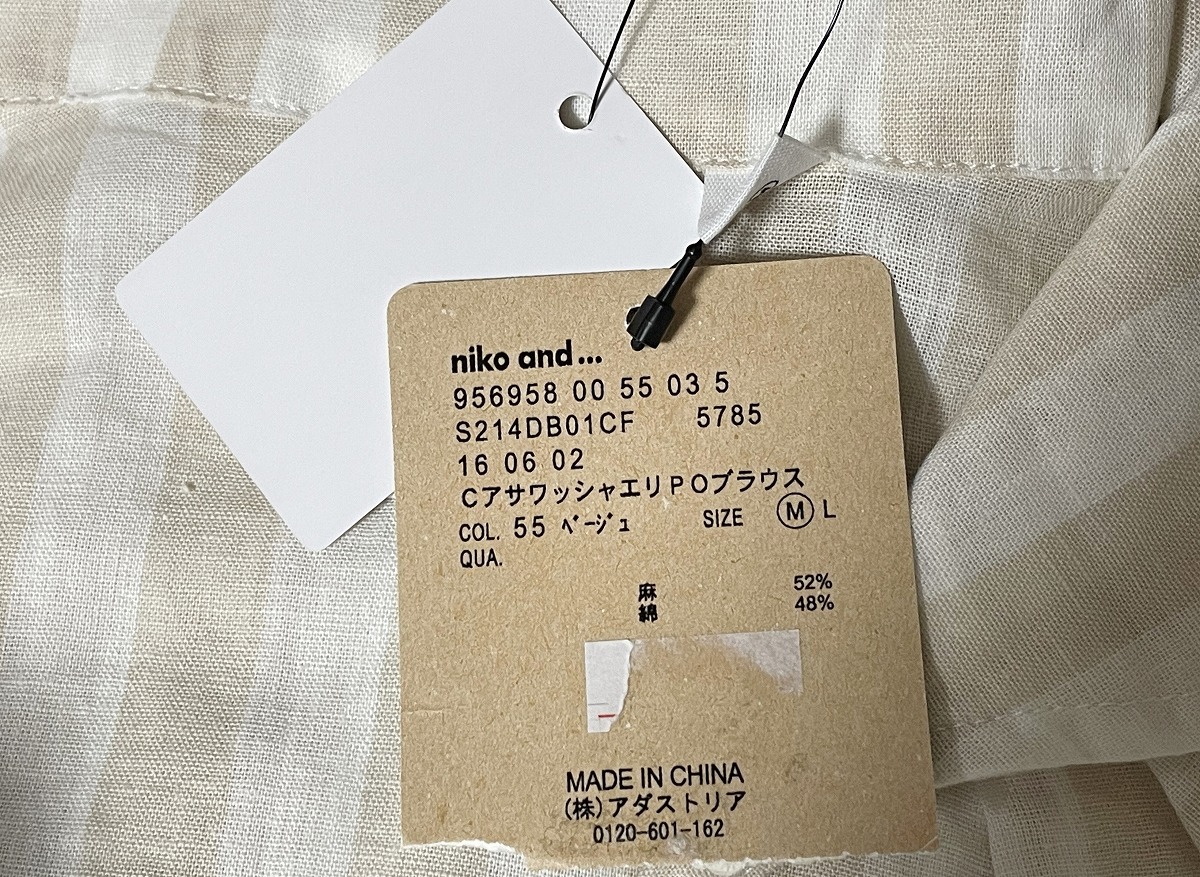 niko and...
956958 00 55 03 5
S214DB01CF 5785
16 06 02
CアサワッシャエリPOブラウス
COL. 55 ﾍﾞｰｼﾞｭ SIZE Ⓜ L
QUA.
麻 52%
綿 48%
MADE IN CHINA
(株)アダストリア
0120-601-162